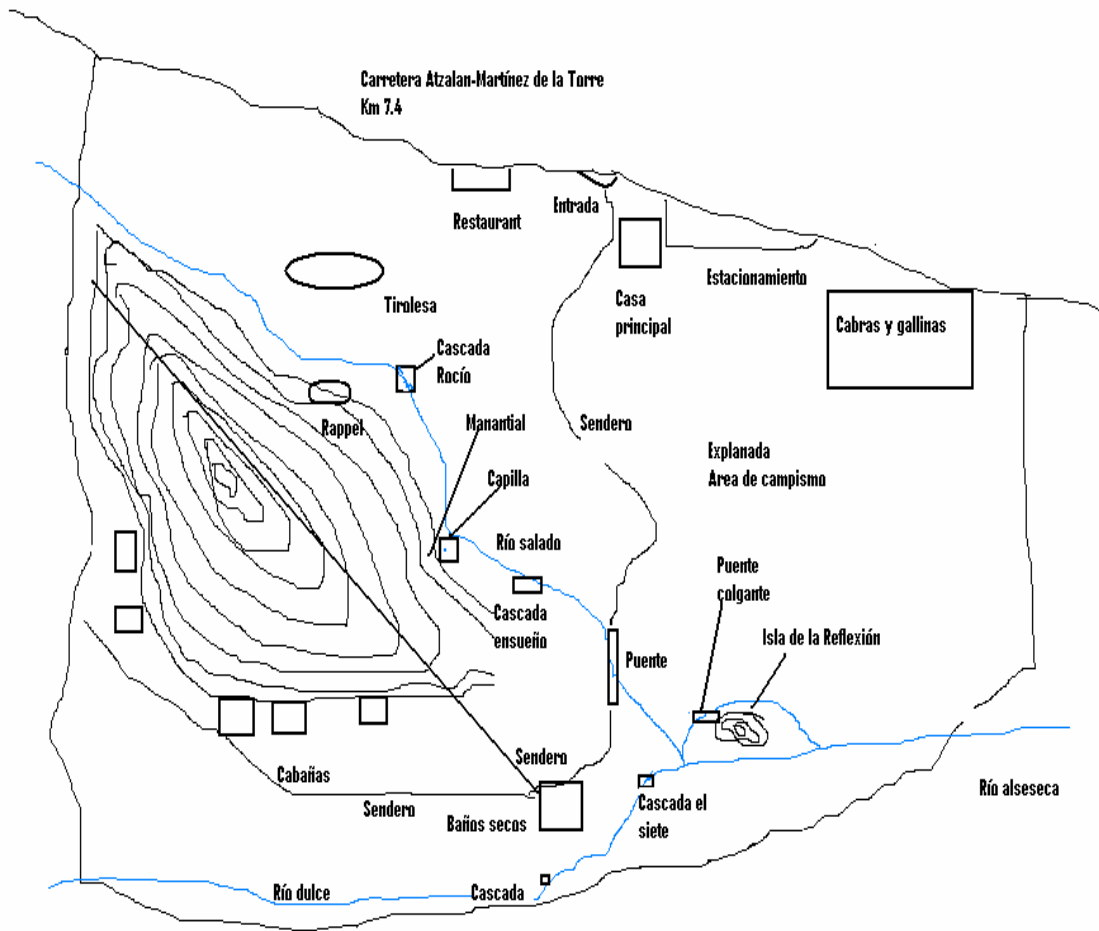 Carretera Atzalan-Martínez de la Torre
Km 7.4
Restaurant
Entrada
Estacionamiento
Casa
principal
Tirolesa
Cabras y gallinas
Cascada
Rocío
Rappel
Manantial
Sendero
Explanada
Area de campismo
Capilla
Río salado
Puente
colgante
Cascada
ensueño
Isla de la Reflexión
Puente
Sendero
Cabañas
Sendero
Baños secos
Cascada el
siete
Río alseseca
Río dulce
Cascada